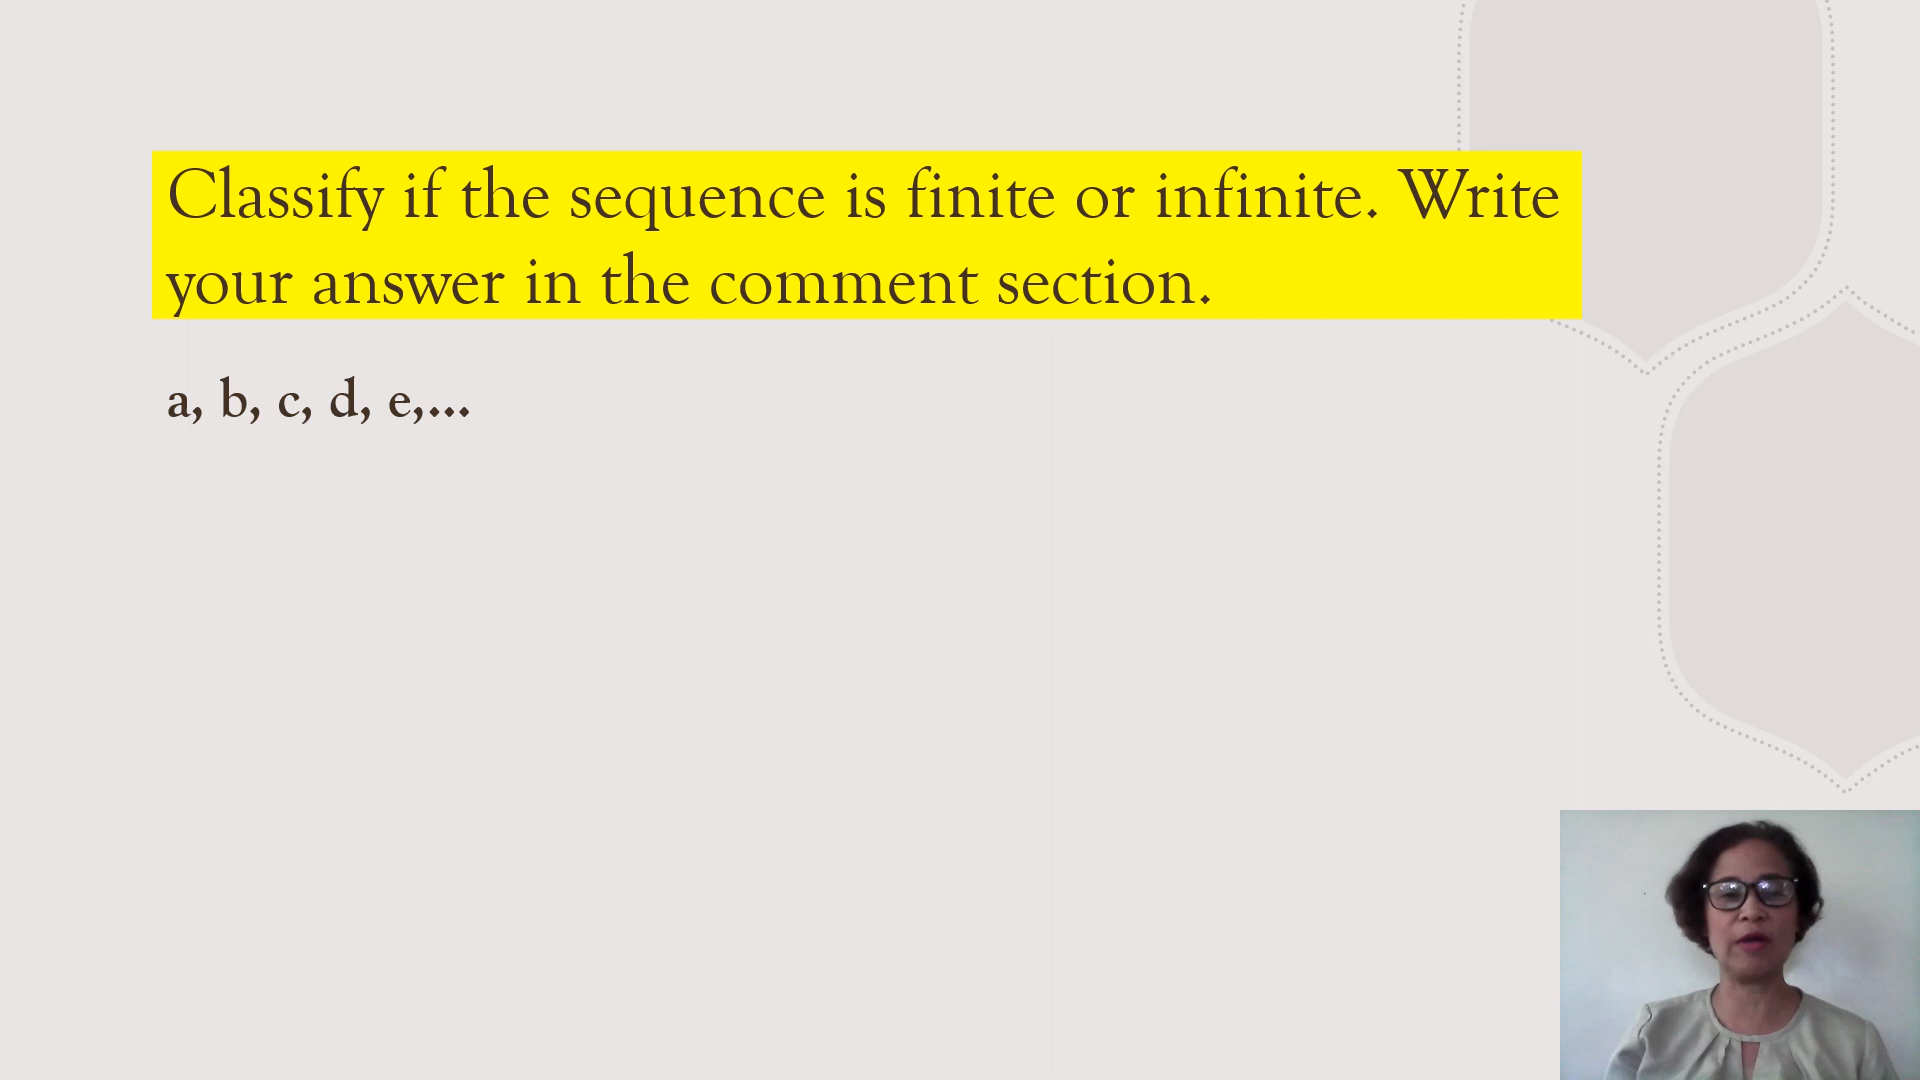 Classify if the sequence is finite or infinite. Write
your answer in the comment section.
a, b, c, d, e,...